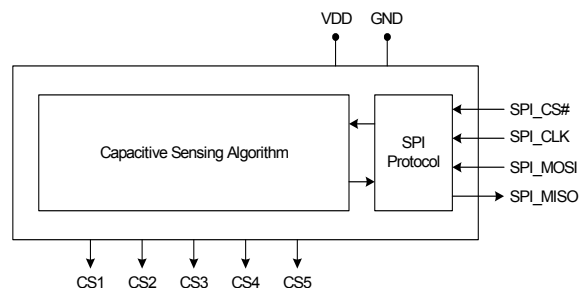 VDD GND
Capacitive Sensing Algorithm
SPI
Protocol
SPI_CS#
SPI_CLK
SPI_MOSI
SPI_MISO
CS1 CS2 CS3 CS4 CS5